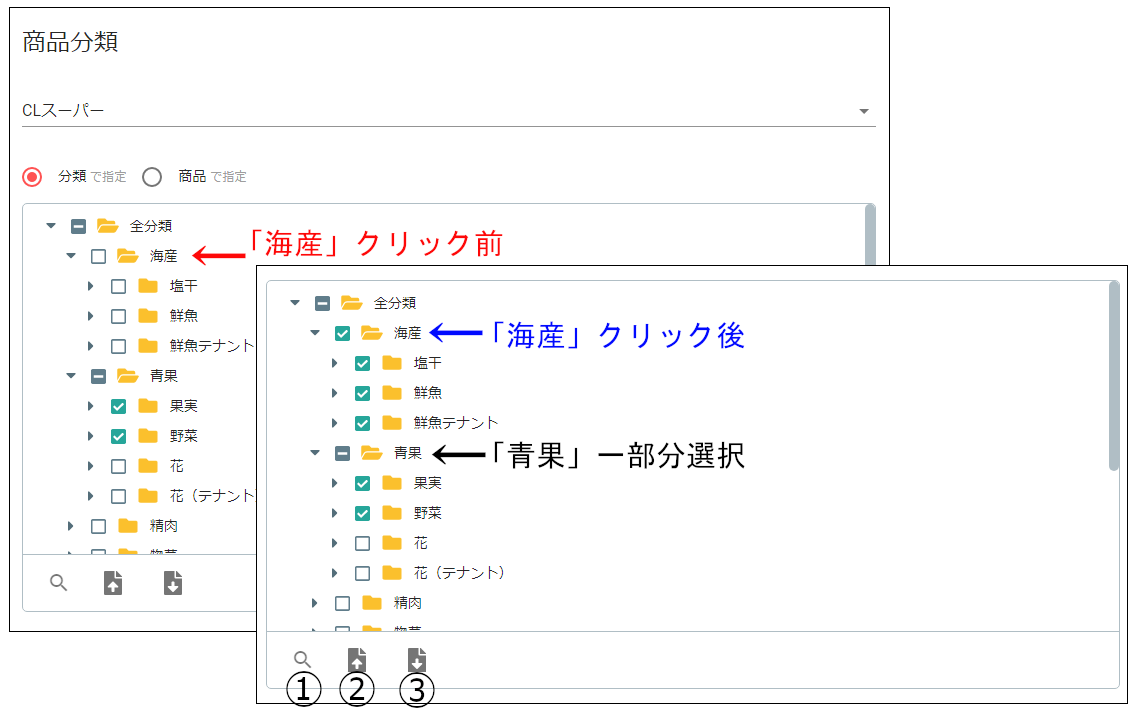 商品分類
CLスーパー
分類 で指定 商品 で指定
全分類
海産
「海産」クリック前
塩干
鮮魚
鮮魚テナント
青果
果実
野菜
花
花（テナント
精肉
惣菜
全分類
海産
「海産」クリック後
塩干
鮮魚
鮮魚テナント
青果
「青果」一部分選択
果実
野菜
花
花（テナント）
精肉
惣菜
① ② ③